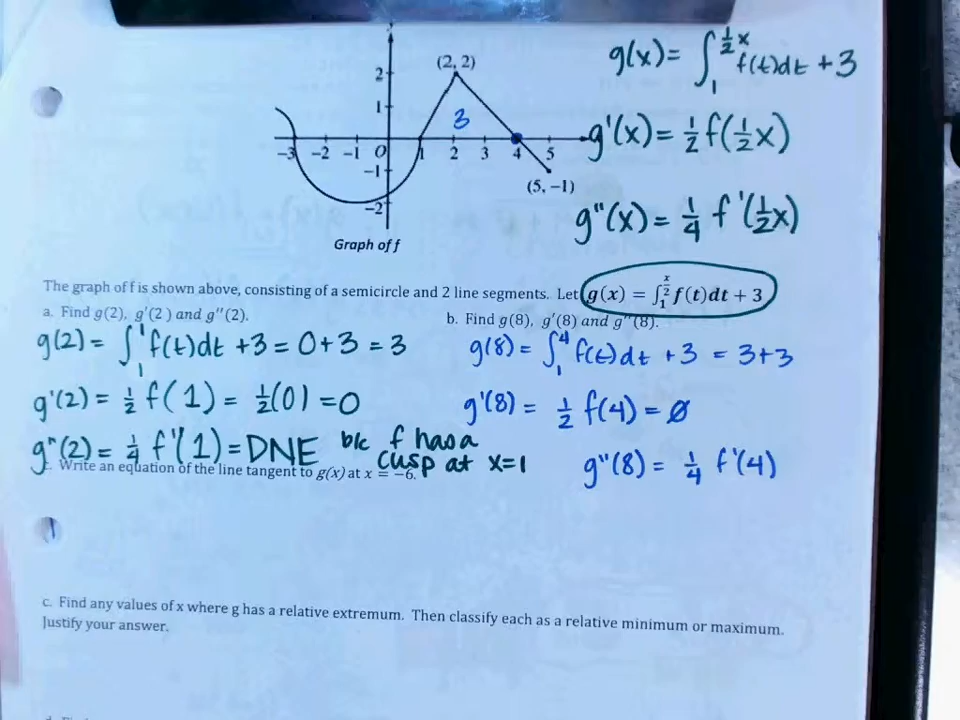 g(x) = ∫₁^{½x} f(t)dt + 3
g'(x) = ½ f(½x)
g"(x) = ¼ f'(½x)
(2, 2)
2
1
3
-3 -2 -1 O 1 2 3 4 5
-1
-2
(5, −1)
Graph of f
The graph of f is shown above, consisting of a semicircle and 2 line segments. Let g(x) = ∫₁^{x/2} f(t)dt + 3
a. Find g(2), g'(2) and g''(2).
b. Find g(8), g'(8) and g''(8).
g(2) = ∫₁¹ f(t)dt + 3 = 0+3 = 3
g(8) = ∫₁⁴ f(t)dt + 3 = 3+3
g'(2) = ½ f(1) = ½(0) = 0
g'(8) = ½ f(4) = 0
g"(2) = ¼ f'(1) = DNE b/c f has a
cusp at x=1
g"(8) = ¼ f'(4)
Write an equation of the line tangent to g(x) at x = −6.
c. Find any values of x where g has a relative extremum. Then classify each as a relative minimum or maximum.
Justify your answer.